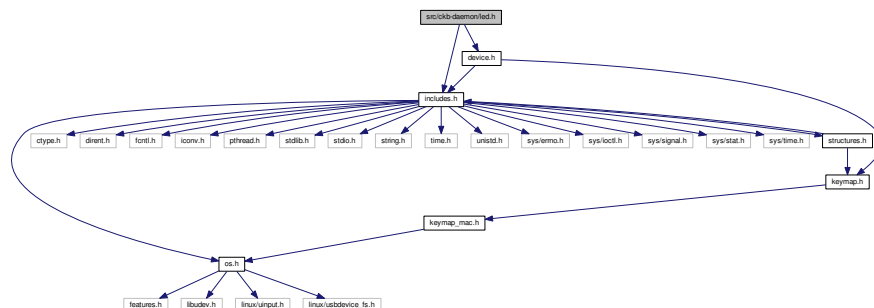 src/ckb-daemon/led.h
device.h
includes.h
ctype.h
dirent.h
fcntl.h
iconv.h
pthread.h
stdlib.h
stdio.h
string.h
time.h
unistd.h
sys/errno.h
sys/ioctl.h
sys/signal.h
sys/stat.h
sys/time.h
structures.h
keymap.h
keymap_mac.h
os.h
features.h
libudev.h
linux/uinput.h
linux/usbdevice_fs.h